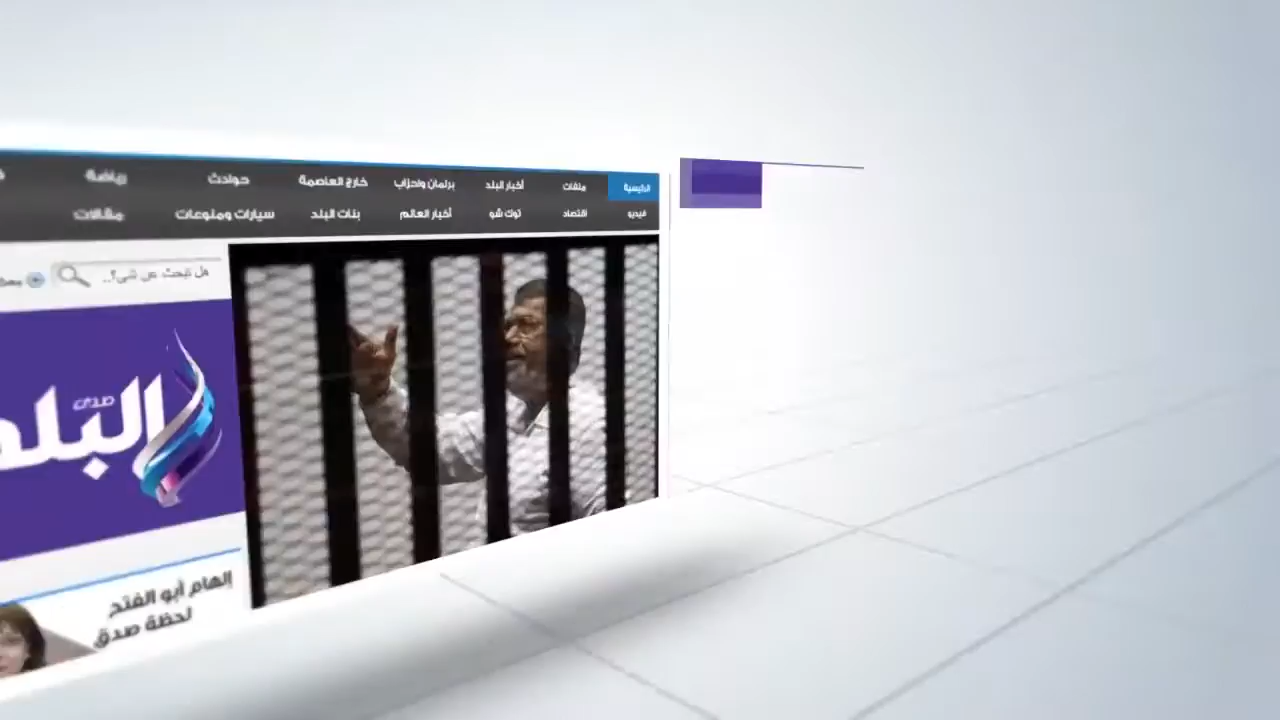 الرئيسية ملفات أخبار البلد برلمان واحزاب خارج العاصمة حوادث رياضة
فيديو اقتصاد توك شو أخبار العالم بنات البلد سيارات ومنوعات مقالات
هل تبحث عن شيء؟..
صدى
البلد
إلهام أبو الفتح
لحظة صدق